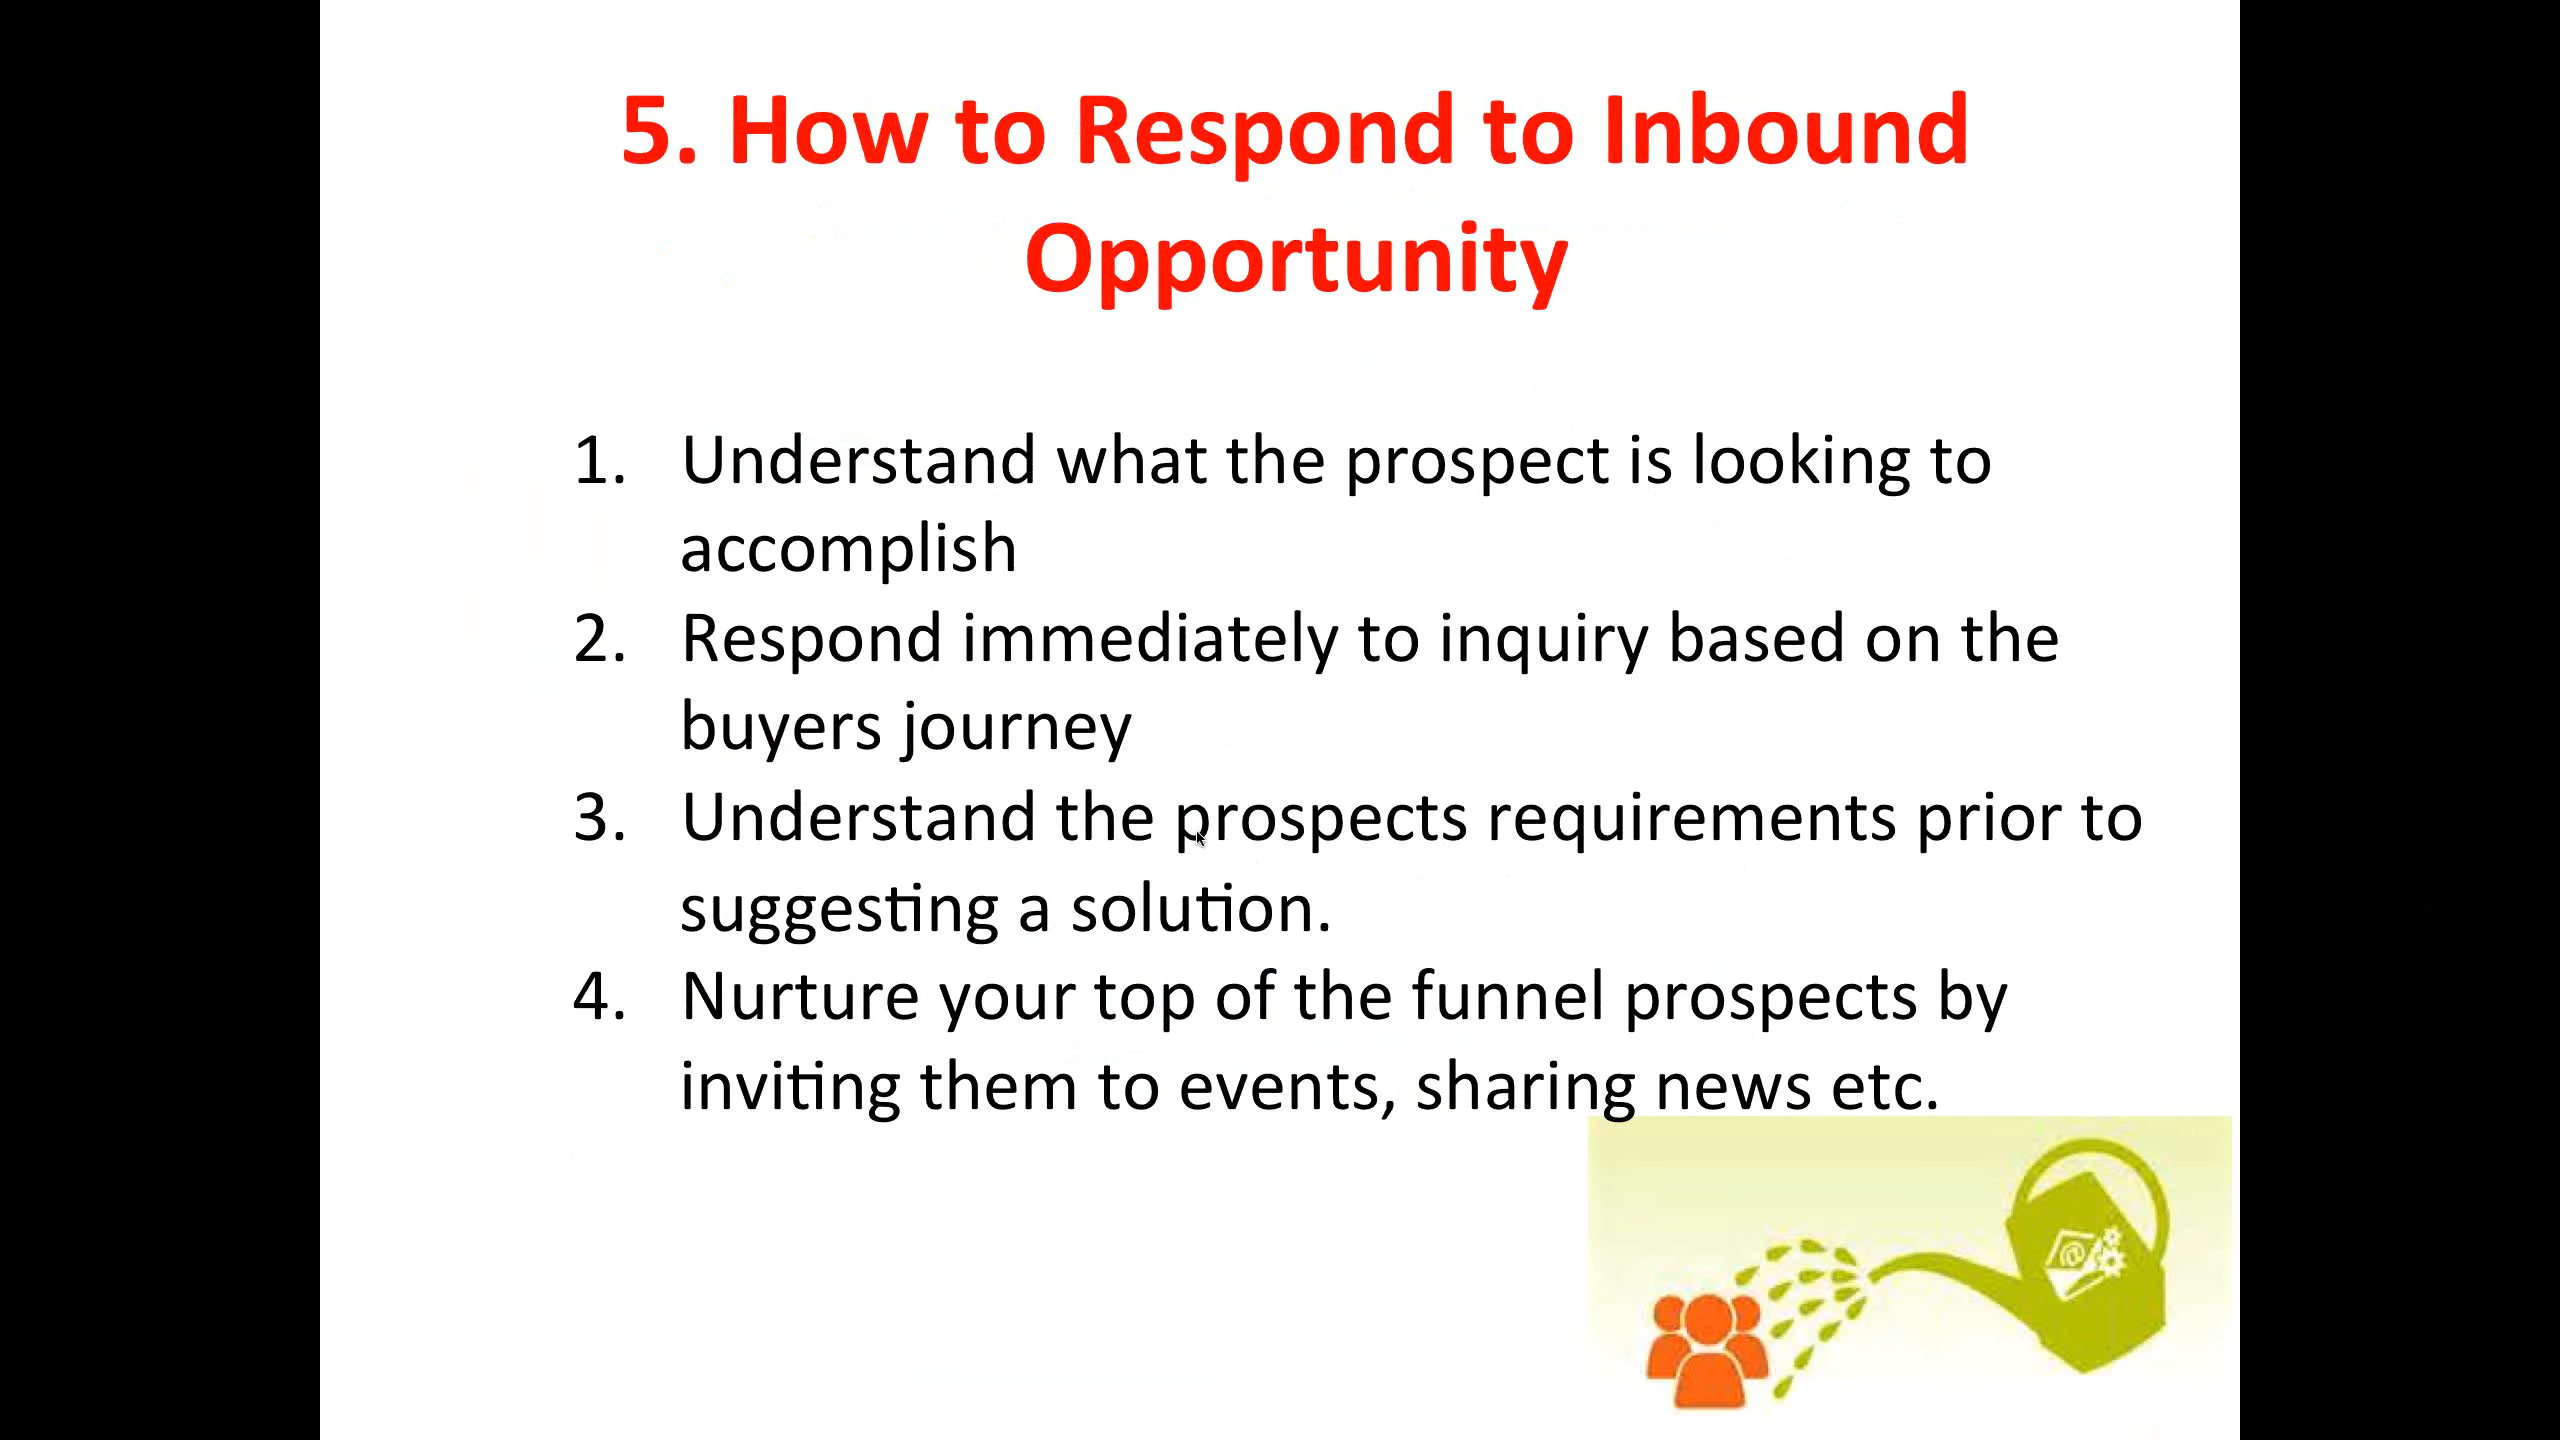 5. How to Respond to Inbound
Opportunity
1. Understand what the prospect is looking to
accomplish
2. Respond immediately to inquiry based on the
buyers journey
3. Understand the prospects requirements prior to
suggesting a solution.
4. Nurture your top of the funnel prospects by
inviting them to events, sharing news etc.
@